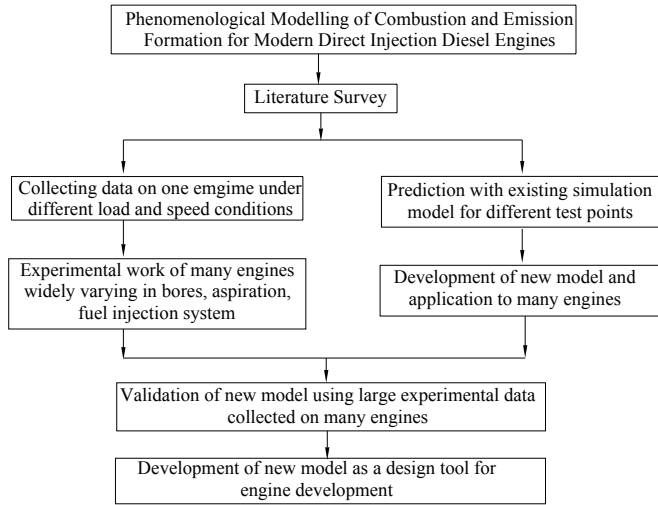 Phenomenological Modelling of Combustion and Emission
Formation for Modern Direct Injection Diesel Engines
Literature Survey
Collecting data on one emgime under
different load and speed conditions
Prediction with existing simulation
model for different test points
Experimental work of many engines
widely varying in bores, aspiration,
fuel injection system
Development of new model and
application to many engines
Validation of new model using large experimental data
collected on many engines
Development of new model as a design tool for
engine development